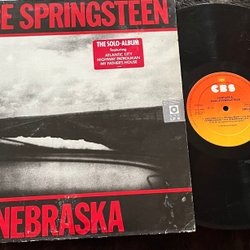 E SPRINGSTEEN
THE SOLO-ALBUM
featuring
ATLANTIC CITY
HIGHWAY PATROLMAN
MY FATHER'S HOUSE
NEBRASKA
CBS